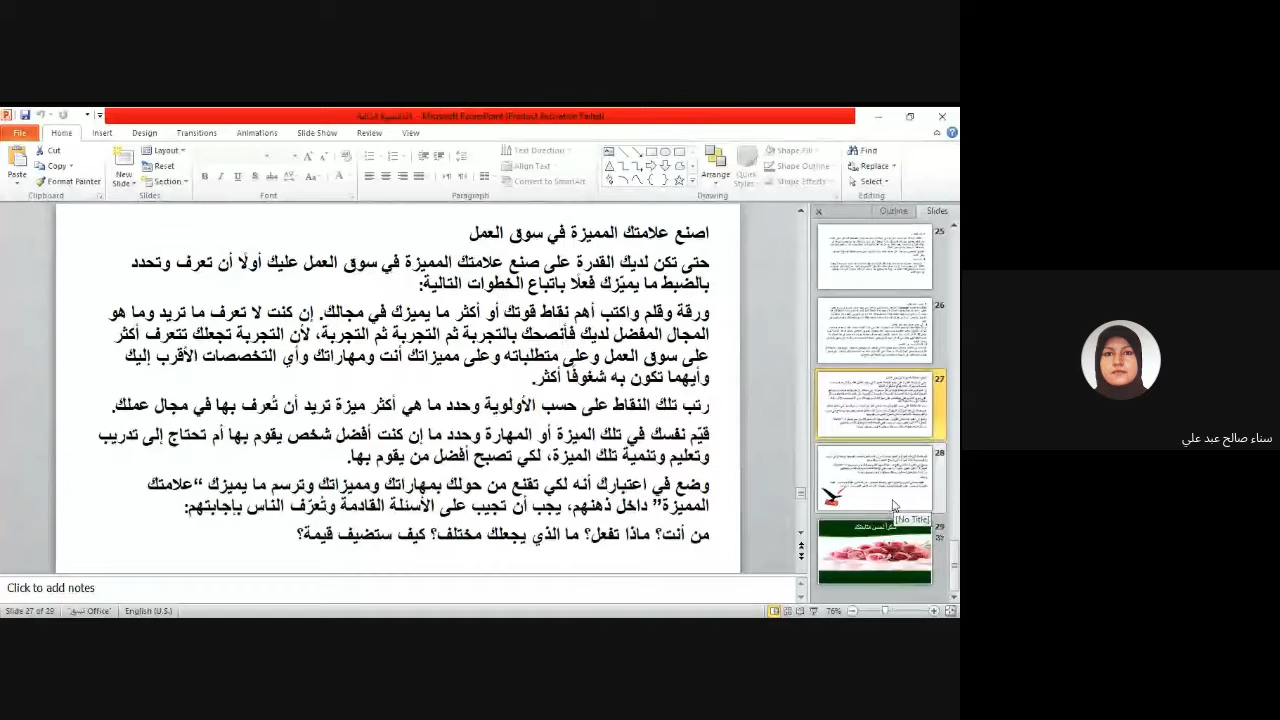 Microsoft PowerPoint (Product Activation Failed)
File Home Insert Design Transitions Animations Slide Show Review View
Cut
Copy
Format Painter
Paste
Clipboard
New Slide
Layout
Reset
Section
Slides
Font
Paragraph
Text Direction
Align Text
Convert to SmartArt
Arrange
Quick Styles
Shape Fill
Shape Outline
Shape Effects
Drawing
Find
Replace
Select
Editing
اصنع علامتك المميزة في سوق العمل
حتى تكن لديك القدرة على صنع علامتك المميزة في سوق العمل عليك أولًا أن تدرك وتحدد
بالضبط ما يميّزك فعلًا باتباع الخطوات التالية:
ورقة وقلم واكتب أهم نقاط قوتك أو أكثر ما يميزك في مجالك. إن كنت لا تعرف ما تريد وما هو
المجال المفضل لديك فأنصحك بالتجربة ثم التجربة ثم التجربة، لأن التجربة تجعلك تتعرف أكثر
على سوق العمل وعلى متطلباته وعلى مميزاتك أنت ومهاراتك وأي التخصصات الأقرب إليك
وأيهما تكون به شغوفًا أكثر.
رتب تلك النقاط على حسب الأولوية وحدد ما هي أكثر ميزة تريد أن تُعرف بها في مجال عملك.
قيّم نفسك في تلك الميزة أو المهارة وحدد ما إن كنت أفضل شخص يقوم بها أم تحتاج إلى تدريب
وتعليم وتنمية تلك الميزة، لكي تصبح أفضل من يقوم بها.
وضع في اعتبارك أنه لكي تقنع من حولك بمهاراتك ومميزاتك وترسم ما يميزك “علامتك
المميزة” داخل ذهنهم، يجب أن تجيب على الأسئلة القادمة وتُعرّف الناس بإجابتهم:
من أنت؟ ماذا تفعل؟ ما الذي يجعلك مختلف؟ كيف ستضيف قيمة؟
Outline Slides
25
26
27
28
[No Title]
29
Click to add notes
Slide 27 of 29
"نسق Office"
English (U.S.)
76%
سناء صالح عبد علي